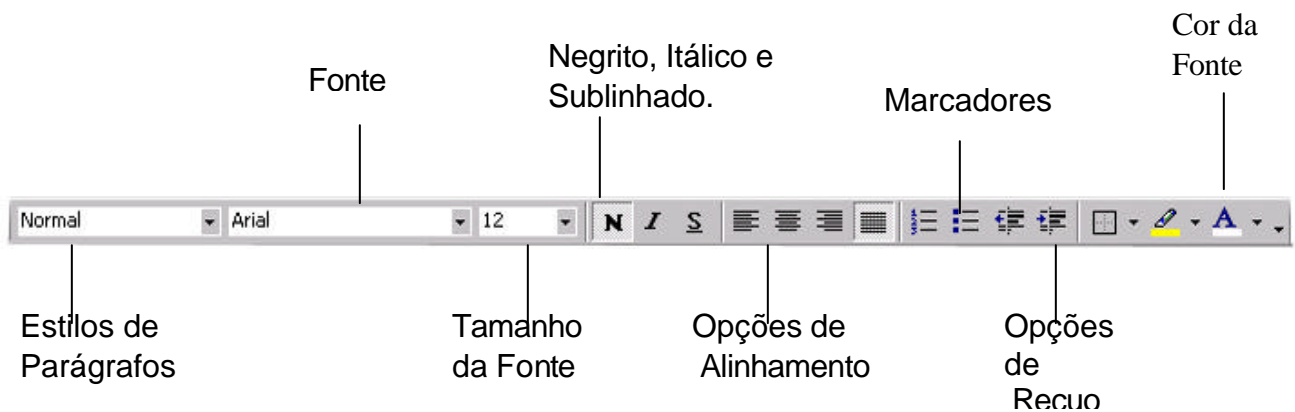 Cor da
Fonte
Negrito, Itálico e
Sublinhado.
Fonte
Marcadores
Normal
Arial
12
N I S
A
Estilos de
Parágrafos
Tamanho
da Fonte
Opções de
Alinhamento
Opções
de
Recuo